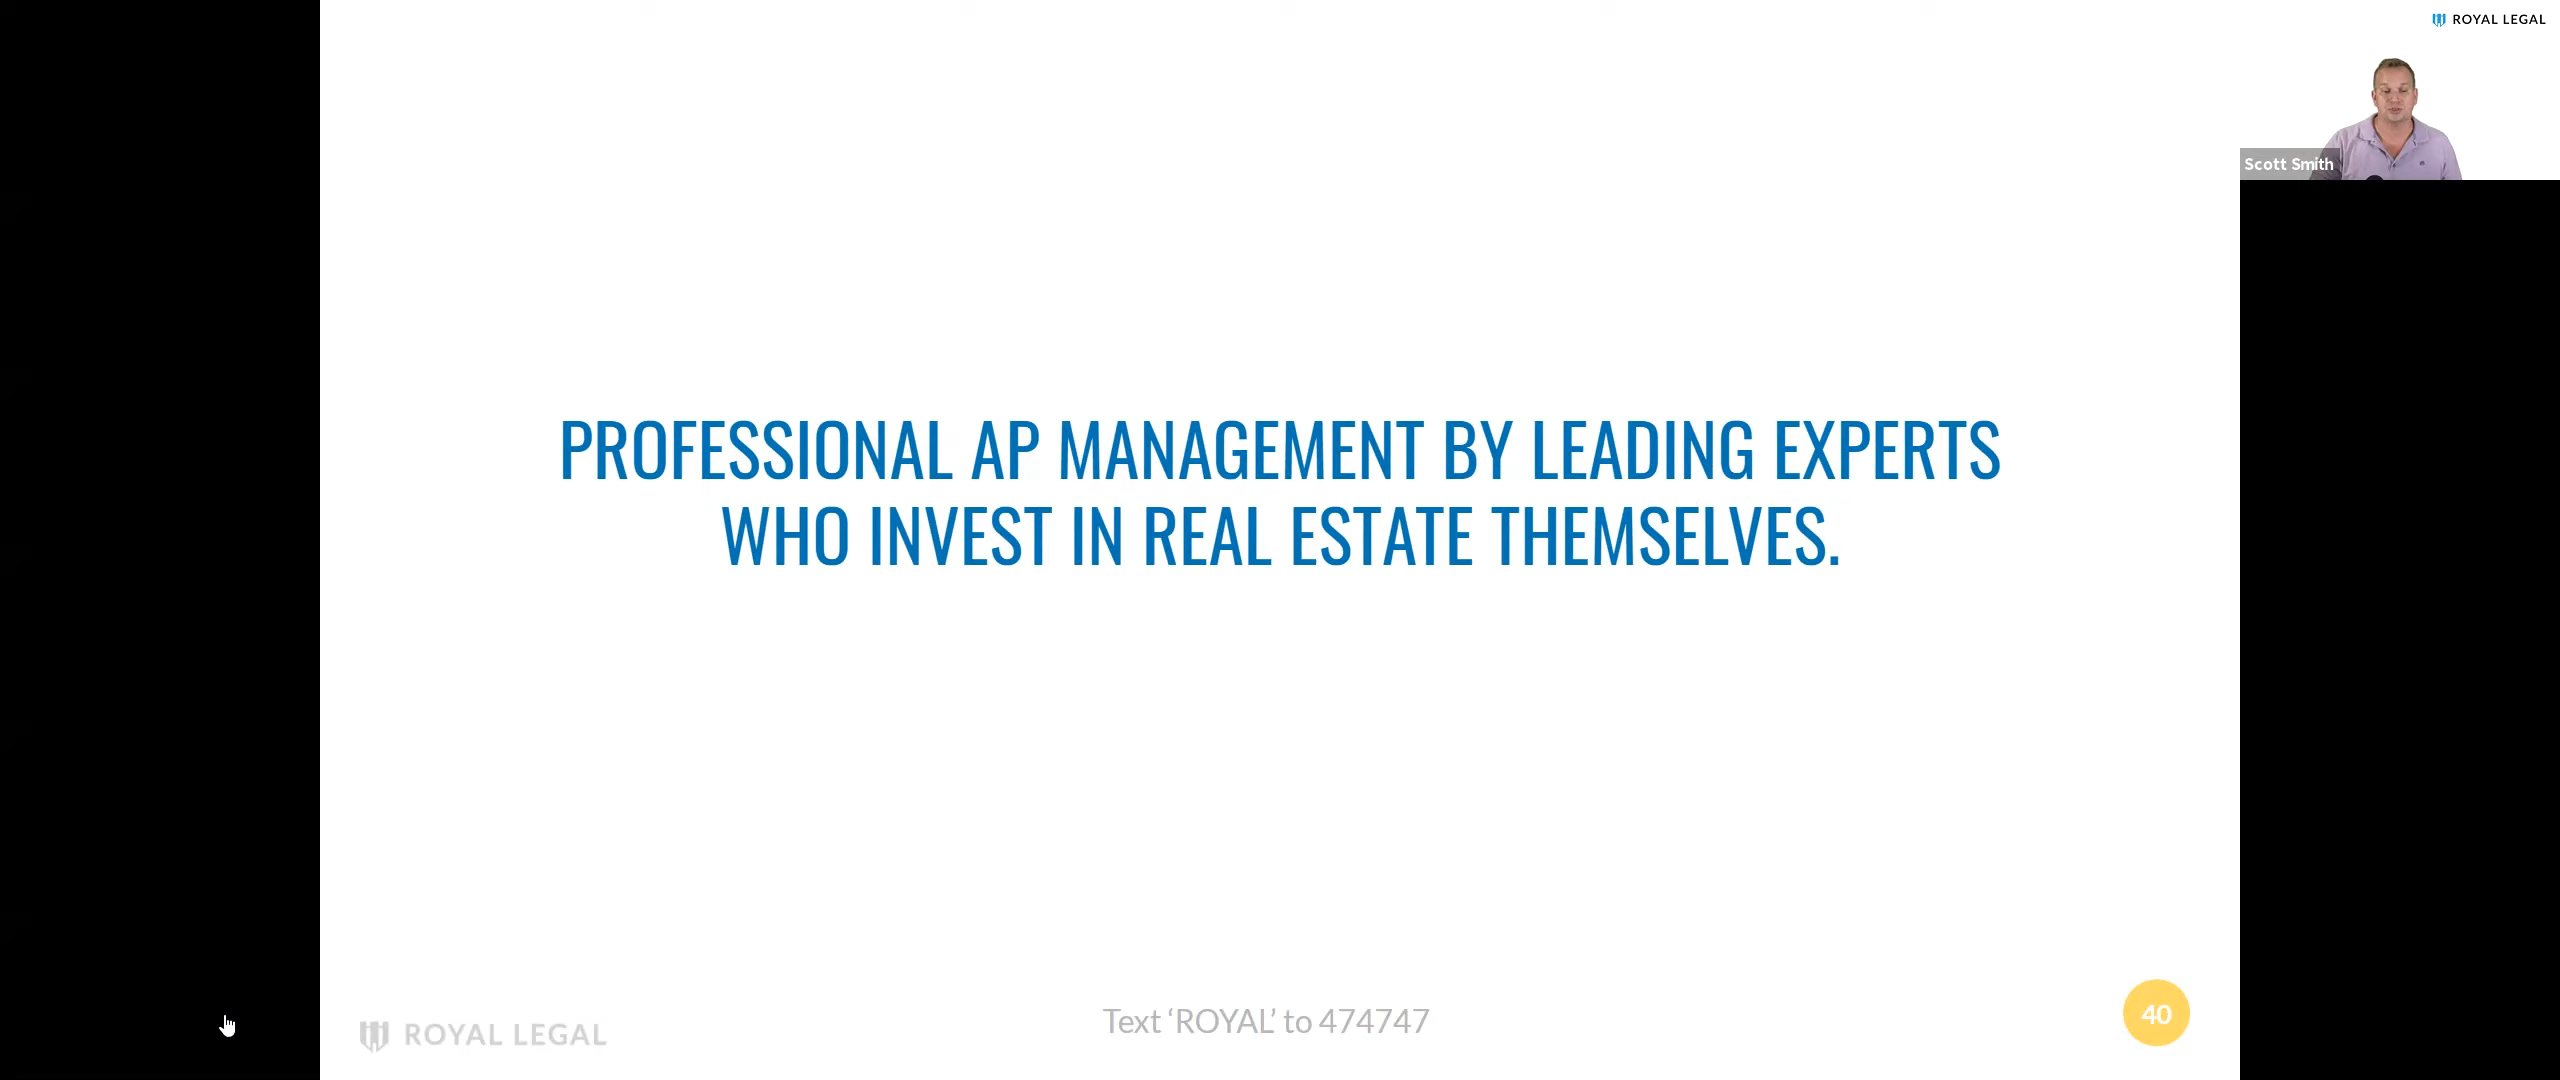 ROYAL LEGAL
Scott Smith
PROFESSIONAL AP MANAGEMENT BY LEADING EXPERTS
WHO INVEST IN REAL ESTATE THEMSELVES.
ROYAL LEGAL
Text ‘ROYAL’ to 474747
40